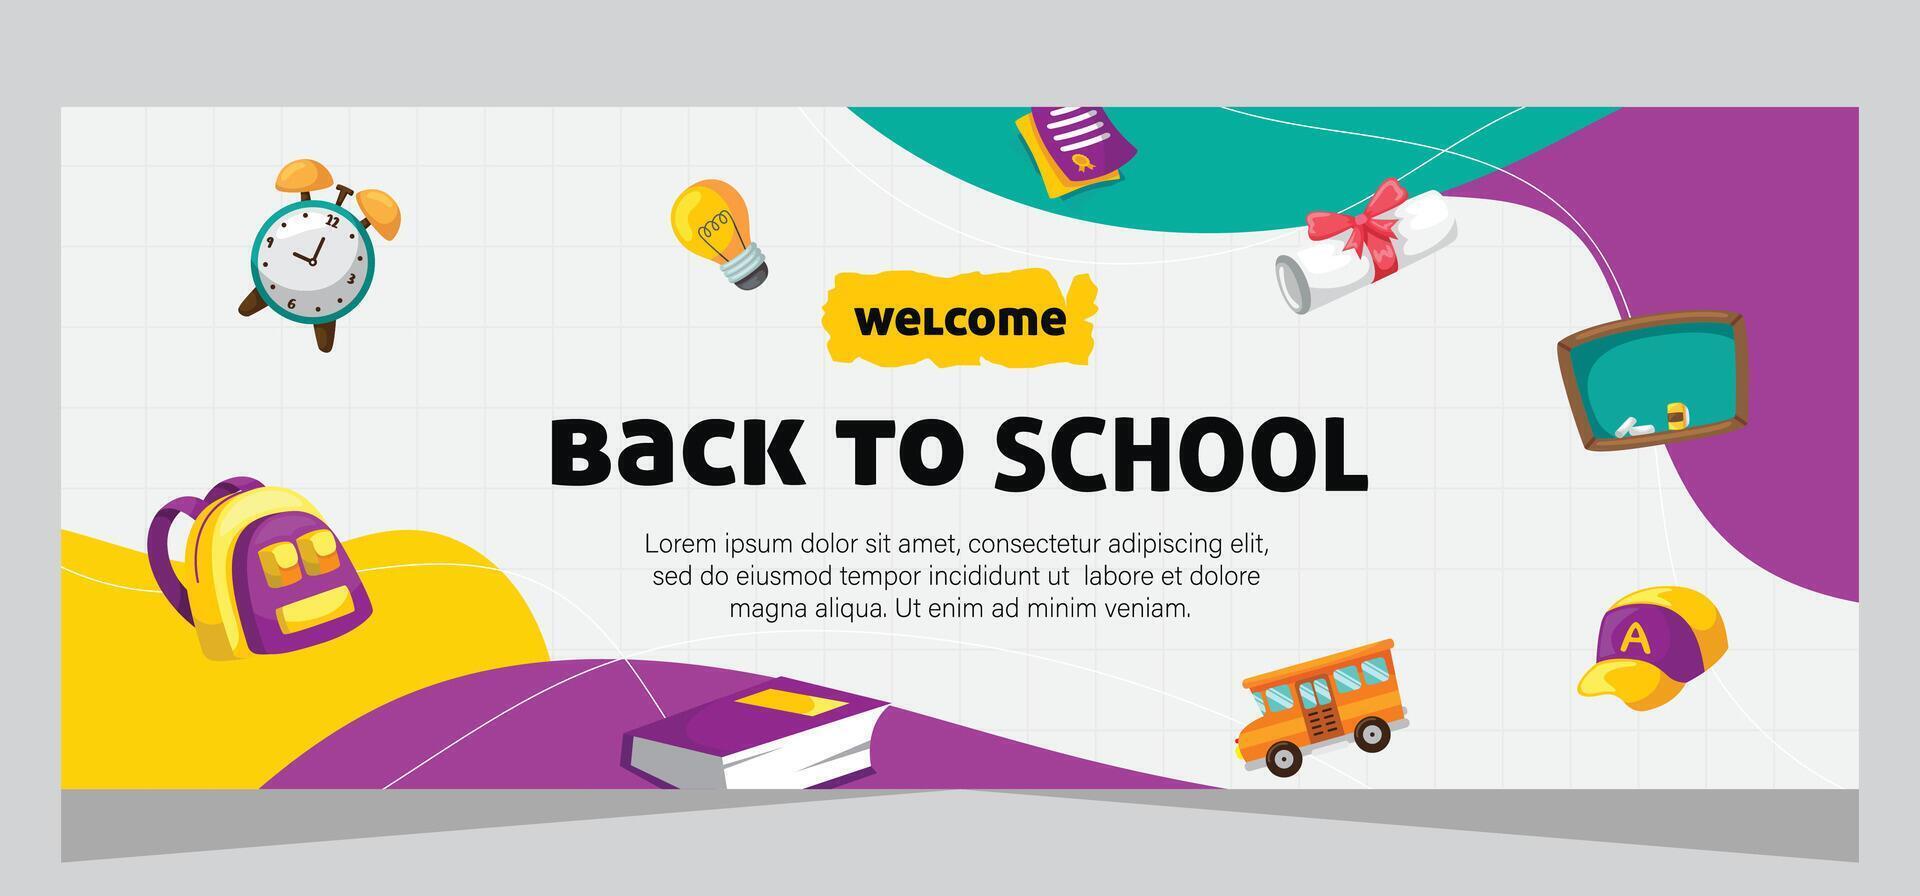 12
9
3
6
WELCOME
BACK TO SCHOOL
Lorem ipsum dolor sit amet, consectetur adipiscing elit,
sed do eiusmod tempor incididunt ut labore et dolore
magna aliqua. Ut enim ad minim veniam.
A